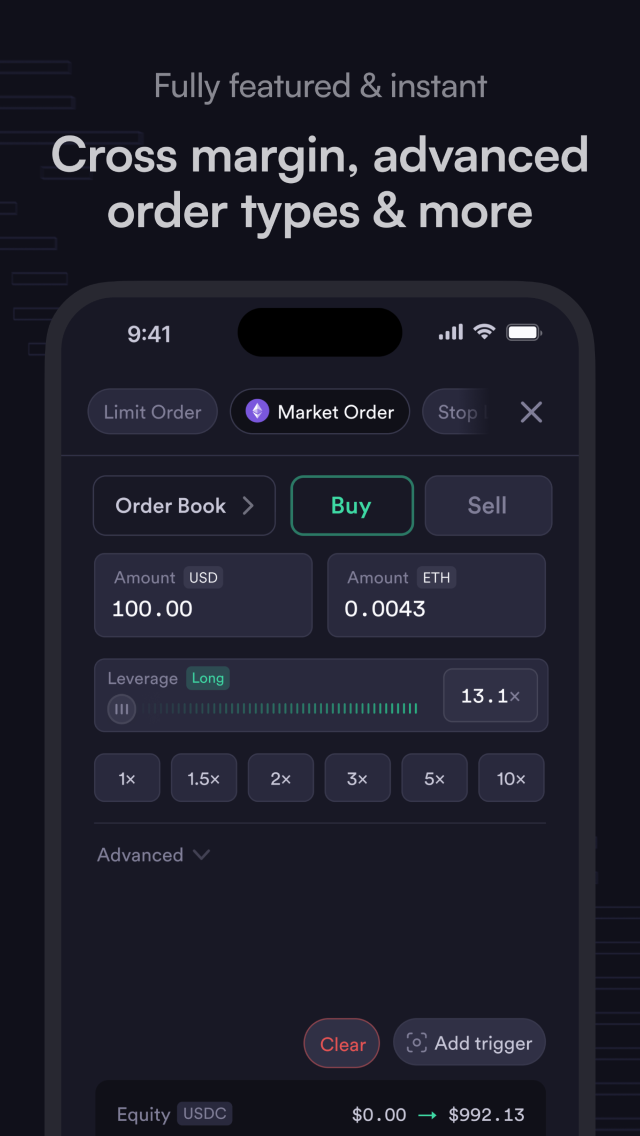 Fully featured & instant
Cross margin, advanced
order types & more
9:41
Limit Order
Market Order
Stop
Order Book
Buy
Sell
Amount USD
100.00
Amount ETH
0.0043
Leverage Long
13.1×
1×
1.5×
2×
3×
5×
10×
Advanced
Clear
Add trigger
Equity USDC
$0.00 → $992.13